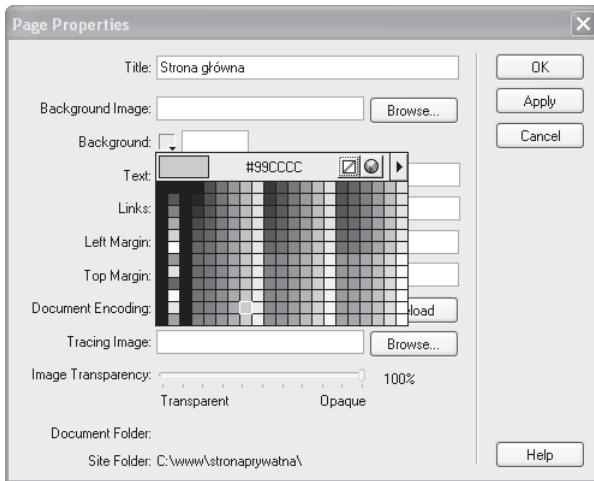 Page Properties
Title: Strona główna
OK
Background Image: Browse...
Apply
Background:
Cancel
#99CCCC
Text:
Links:
Left Margin:
Top Margin:
Document Encoding:
Tracing Image: Browse...
Image Transparency: 100%
Transparent Opaque
Document Folder:
Site Folder: C:\www\stronaprywatna\
Help